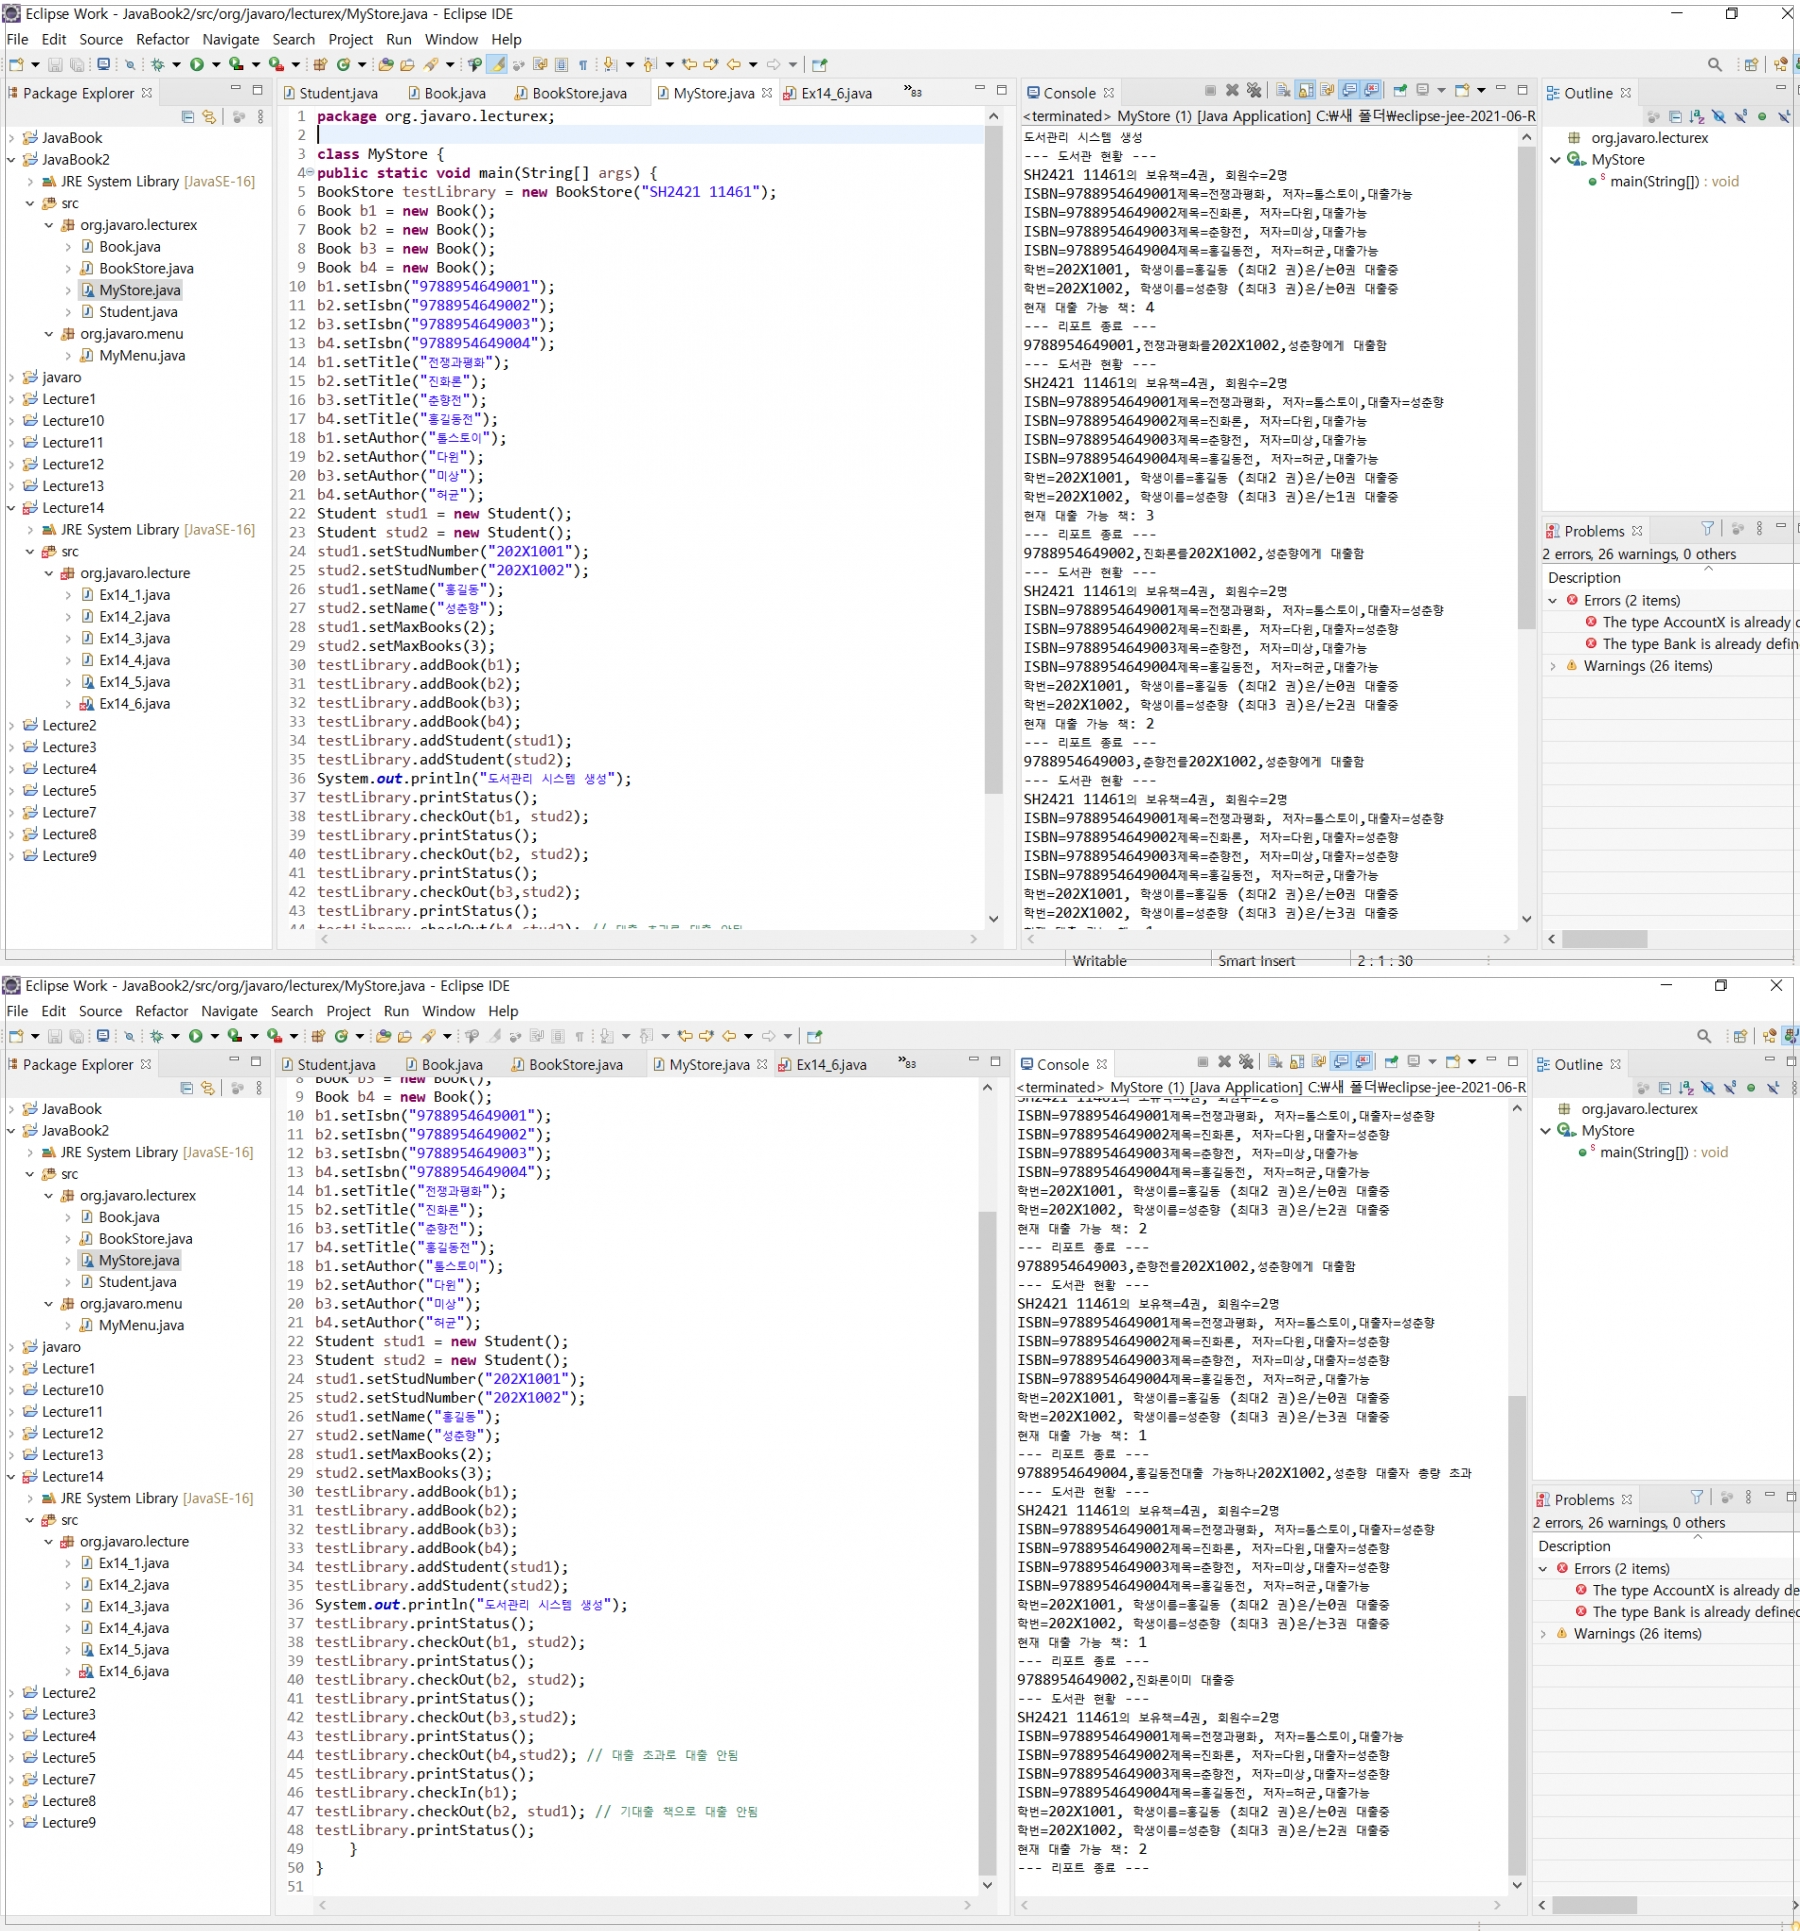 Eclipse Work - JavaBook2/src/org/javaro/lecturex/MyStore.java - Eclipse IDE
File Edit Source Refactor Navigate Search Project Run Window Help
Package Explorer
JavaBook
JavaBook2
JRE System Library [JavaSE-16]
src
org.javaro.lecturex
Book.java
BookStore.java
MyStore.java
Student.java
org.javaro.menu
MyMenu.java
javaro
Lecture1
Lecture10
Lecture11
Lecture12
Lecture13
Lecture14
JRE System Library [JavaSE-16]
src
org.javaro.lecture
Ex14_1.java
Ex14_2.java
Ex14_3.java
Ex14_4.java
Ex14_5.java
Ex14_6.java
Lecture2
Lecture3
Lecture4
Lecture5
Lecture7
Lecture8
Lecture9
Student.java Book.java BookStore.java MyStore.java Ex14_6.java »83
1 package org.javaro.lecturex;
2
3 class MyStore {
4 public static void main(String[] args) {
5 BookStore testLibrary = new BookStore("SH2421 11461");
6 Book b1 = new Book();
7 Book b2 = new Book();
8 Book b3 = new Book();
9 Book b4 = new Book();
10 b1.setIsbn("9788954649001");
11 b2.setIsbn("9788954649002");
12 b3.setIsbn("9788954649003");
13 b4.setIsbn("9788954649004");
14 b1.setTitle("전쟁과평화");
15 b2.setTitle("진화론");
16 b3.setTitle("춘향전");
17 b4.setTitle("홍길동전");
18 b1.setAuthor("톨스토이");
19 b2.setAuthor("다윈");
20 b3.setAuthor("미상");
21 b4.setAuthor("허균");
22 Student stud1 = new Student();
23 Student stud2 = new Student();
24 stud1.setStudNumber("202X1001");
25 stud2.setStudNumber("202X1002");
26 stud1.setName("홍길동");
27 stud2.setName("성춘향");
28 stud1.setMaxBooks(2);
29 stud2.setMaxBooks(3);
30 testLibrary.addBook(b1);
31 testLibrary.addBook(b2);
32 testLibrary.addBook(b3);
33 testLibrary.addBook(b4);
34 testLibrary.addStudent(stud1);
35 testLibrary.addStudent(stud2);
36 System.out.println("도서관리 시스템 생성");
37 testLibrary.printStatus();
38 testLibrary.checkOut(b1, stud2);
39 testLibrary.printStatus();
40 testLibrary.checkOut(b2, stud2);
41 testLibrary.printStatus();
42 testLibrary.checkOut(b3,stud2);
43 testLibrary.printStatus();
44 testLibrary.checkOut(b4,stud2); // 대출 초과로 대출 안됨
Console
<terminated> MyStore (1) [Java Application] C:₩새 폴더₩eclipse-jee-2021-06-R
도서관리 시스템 생성
--- 도서관 현황 ---
SH2421 11461의 보유책=4권, 회원수=2명
ISBN=9788954649001제목=전쟁과평화, 저자=톨스토이,대출가능
ISBN=9788954649002제목=진화론, 저자=다윈,대출가능
ISBN=9788954649003제목=춘향전, 저자=미상,대출가능
ISBN=9788954649004제목=홍길동전, 저자=허균,대출가능
학번=202X1001, 학생이름=홍길동 (최대2 권)은/는0권 대출중
학번=202X1002, 학생이름=성춘향 (최대3 권)은/는0권 대출중
현재 대출 가능 책: 4
--- 리포트 종료 ---
9788954649001,전쟁과평화를202X1002,성춘향에게 대출함
--- 도서관 현황 ---
SH2421 11461의 보유책=4권, 회원수=2명
ISBN=9788954649001제목=전쟁과평화, 저자=톨스토이,대출자=성춘향
ISBN=9788954649002제목=진화론, 저자=다윈,대출가능
ISBN=9788954649003제목=춘향전, 저자=미상,대출가능
ISBN=9788954649004제목=홍길동전, 저자=허균,대출가능
학번=202X1001, 학생이름=홍길동 (최대2 권)은/는0권 대출중
학번=202X1002, 학생이름=성춘향 (최대3 권)은/는1권 대출중
현재 대출 가능 책: 3
--- 리포트 종료 ---
9788954649002,진화론를202X1002,성춘향에게 대출함
--- 도서관 현황 ---
SH2421 11461의 보유책=4권, 회원수=2명
ISBN=9788954649001제목=전쟁과평화, 저자=톨스토이,대출자=성춘향
ISBN=9788954649002제목=진화론, 저자=다윈,대출자=성춘향
ISBN=9788954649003제목=춘향전, 저자=미상,대출가능
ISBN=9788954649004제목=홍길동전, 저자=허균,대출가능
학번=202X1001, 학생이름=홍길동 (최대2 권)은/는0권 대출중
학번=202X1002, 학생이름=성춘향 (최대3 권)은/는2권 대출중
현재 대출 가능 책: 2
--- 리포트 종료 ---
9788954649003,춘향전를202X1002,성춘향에게 대출함
--- 도서관 현황 ---
SH2421 11461의 보유책=4권, 회원수=2명
ISBN=9788954649001제목=전쟁과평화, 저자=톨스토이,대출자=성춘향
ISBN=9788954649002제목=진화론, 저자=다윈,대출자=성춘향
ISBN=9788954649003제목=춘향전, 저자=미상,대출자=성춘향
ISBN=9788954649004제목=홍길동전, 저자=허균,대출가능
학번=202X1001, 학생이름=홍길동 (최대2 권)은/는0권 대출중
학번=202X1002, 학생이름=성춘향 (최대3 권)은/는3권 대출중
Outline
org.javaro.lecturex
MyStore
main(String[]) : void
Problems
2 errors, 26 warnings, 0 others
Description
Errors (2 items)
The type AccountX is already
The type Bank is already defin
Warnings (26 items)
Writable Smart Insert 2 : 1 : 30
Eclipse Work - JavaBook2/src/org/javaro/lecturex/MyStore.java - Eclipse IDE
File Edit Source Refactor Navigate Search Project Run Window Help
Package Explorer
JavaBook
JavaBook2
JRE System Library [JavaSE-16]
src
org.javaro.lecturex
Book.java
BookStore.java
MyStore.java
Student.java
org.javaro.menu
MyMenu.java
javaro
Lecture1
Lecture10
Lecture11
Lecture12
Lecture13
Lecture14
JRE System Library [JavaSE-16]
src
org.javaro.lecture
Ex14_1.java
Ex14_2.java
Ex14_3.java
Ex14_4.java
Ex14_5.java
Ex14_6.java
Lecture2
Lecture3
Lecture4
Lecture5
Lecture7
Lecture8
Lecture9
Student.java Book.java BookStore.java MyStore.java Ex14_6.java »83
8 Book b3 = new Book();
9 Book b4 = new Book();
10 b1.setIsbn("9788954649001");
11 b2.setIsbn("9788954649002");
12 b3.setIsbn("9788954649003");
13 b4.setIsbn("9788954649004");
14 b1.setTitle("전쟁과평화");
15 b2.setTitle("진화론");
16 b3.setTitle("춘향전");
17 b4.setTitle("홍길동전");
18 b1.setAuthor("톨스토이");
19 b2.setAuthor("다윈");
20 b3.setAuthor("미상");
21 b4.setAuthor("허균");
22 Student stud1 = new Student();
23 Student stud2 = new Student();
24 stud1.setStudNumber("202X1001");
25 stud2.setStudNumber("202X1002");
26 stud1.setName("홍길동");
27 stud2.setName("성춘향");
28 stud1.setMaxBooks(2);
29 stud2.setMaxBooks(3);
30 testLibrary.addBook(b1);
31 testLibrary.addBook(b2);
32 testLibrary.addBook(b3);
33 testLibrary.addBook(b4);
34 testLibrary.addStudent(stud1);
35 testLibrary.addStudent(stud2);
36 System.out.println("도서관리 시스템 생성");
37 testLibrary.printStatus();
38 testLibrary.checkOut(b1, stud2);
39 testLibrary.printStatus();
40 testLibrary.checkOut(b2, stud2);
41 testLibrary.printStatus();
42 testLibrary.checkOut(b3,stud2);
43 testLibrary.printStatus();
44 testLibrary.checkOut(b4,stud2); // 대출 초과로 대출 안됨
45 testLibrary.printStatus();
46 testLibrary.checkIn(b1);
47 testLibrary.checkOut(b2, stud1); // 기대출 책으로 대출 안됨
48 testLibrary.printStatus();
49 }
50 }
51
Console
<terminated> MyStore (1) [Java Application] C:₩새 폴더₩eclipse-jee-2021-06-R
SH2421 11461의 보유책=4권, 회원수=2명
ISBN=9788954649001제목=전쟁과평화, 저자=톨스토이,대출자=성춘향
ISBN=9788954649002제목=진화론, 저자=다윈,대출자=성춘향
ISBN=9788954649003제목=춘향전, 저자=미상,대출가능
ISBN=9788954649004제목=홍길동전, 저자=허균,대출가능
학번=202X1001, 학생이름=홍길동 (최대2 권)은/는0권 대출중
학번=202X1002, 학생이름=성춘향 (최대3 권)은/는2권 대출중
현재 대출 가능 책: 2
--- 리포트 종료 ---
9788954649003,춘향전를202X1002,성춘향에게 대출함
--- 도서관 현황 ---
SH2421 11461의 보유책=4권, 회원수=2명
ISBN=9788954649001제목=전쟁과평화, 저자=톨스토이,대출자=성춘향
ISBN=9788954649002제목=진화론, 저자=다윈,대출자=성춘향
ISBN=9788954649003제목=춘향전, 저자=미상,대출자=성춘향
ISBN=9788954649004제목=홍길동전, 저자=허균,대출가능
학번=202X1001, 학생이름=홍길동 (최대2 권)은/는0권 대출중
학번=202X1002, 학생이름=성춘향 (최대3 권)은/는3권 대출중
현재 대출 가능 책: 1
--- 리포트 종료 ---
9788954649004,홍길동전대출 가능하나202X1002,성춘향 대출자 총량 초과
--- 도서관 현황 ---
SH2421 11461의 보유책=4권, 회원수=2명
ISBN=9788954649001제목=전쟁과평화, 저자=톨스토이,대출자=성춘향
ISBN=9788954649002제목=진화론, 저자=다윈,대출자=성춘향
ISBN=9788954649003제목=춘향전, 저자=미상,대출자=성춘향
ISBN=9788954649004제목=홍길동전, 저자=허균,대출가능
학번=202X1001, 학생이름=홍길동 (최대2 권)은/는0권 대출중
학번=202X1002, 학생이름=성춘향 (최대3 권)은/는3권 대출중
현재 대출 가능 책: 1
--- 리포트 종료 ---
9788954649002,진화론이미 대출중
--- 도서관 현황 ---
SH2421 11461의 보유책=4권, 회원수=2명
ISBN=9788954649001제목=전쟁과평화, 저자=톨스토이,대출가능
ISBN=9788954649002제목=진화론, 저자=다윈,대출자=성춘향
ISBN=9788954649003제목=춘향전, 저자=미상,대출자=성춘향
ISBN=9788954649004제목=홍길동전, 저자=허균,대출가능
학번=202X1001, 학생이름=홍길동 (최대2 권)은/는0권 대출중
학번=202X1002, 학생이름=성춘향 (최대3 권)은/는2권 대출중
현재 대출 가능 책: 2
--- 리포트 종료 ---
Outline
org.javaro.lecturex
MyStore
main(String[]) : void
Problems
2 errors, 26 warnings, 0 others
Description
Errors (2 items)
The type AccountX is already de
The type Bank is already defined
Warnings (26 items)